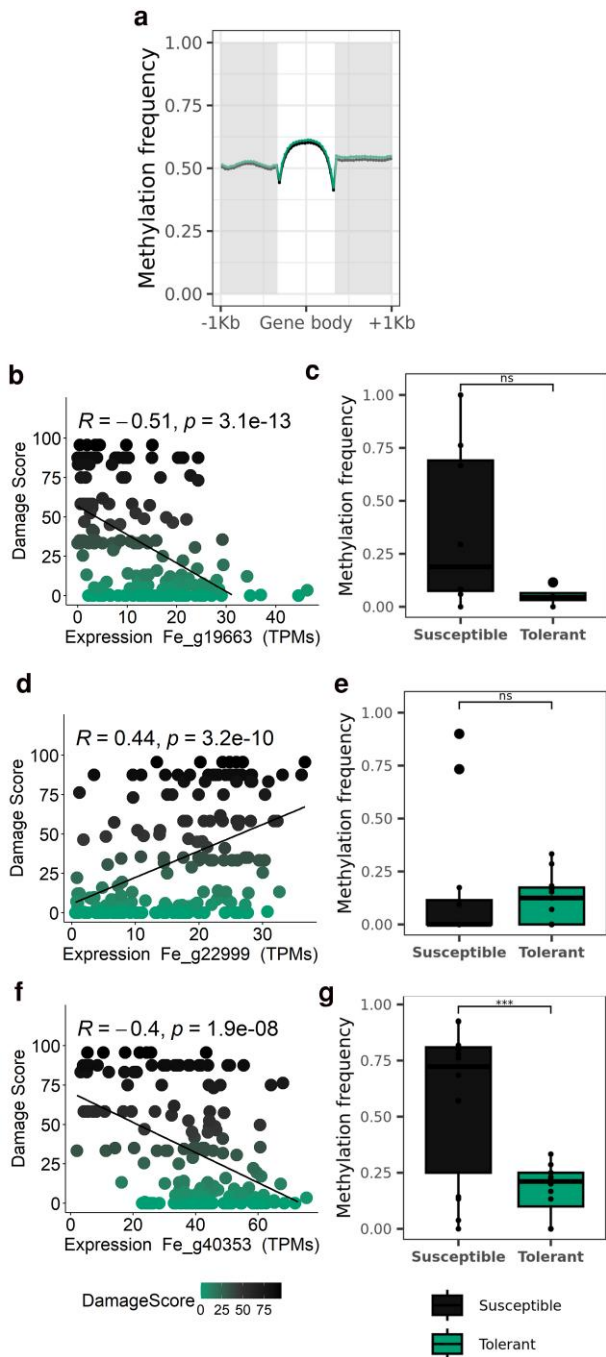 a
Methylation frequency
1.00
0.75
0.50
0.25
0.00
-1Kb Gene body +1Kb
b
R = −0.51, p = 3.1e-13
Damage Score
100
75
50
25
0
0 10 20 30 40
Expression Fe_g19663 (TPMs)
c
ns
Methylation frequency
1.00
0.75
0.50
0.25
0.00
Susceptible Tolerant
d
R = 0.44, p = 3.2e-10
Damage Score
100
75
50
25
0
0 10 20 30
Expression Fe_g22999 (TPMs)
e
ns
Methylation frequency
1.00
0.75
0.50
0.25
0.00
Susceptible Tolerant
f
R = −0.4, p = 1.9e-08
Damage Score
100
75
50
25
0
0 20 40 60
Expression Fe_g40353 (TPMs)
g
***
Methylation frequency
1.00
0.75
0.50
0.25
0.00
Susceptible Tolerant
DamageScore
0 25 50 75
Susceptible
Tolerant